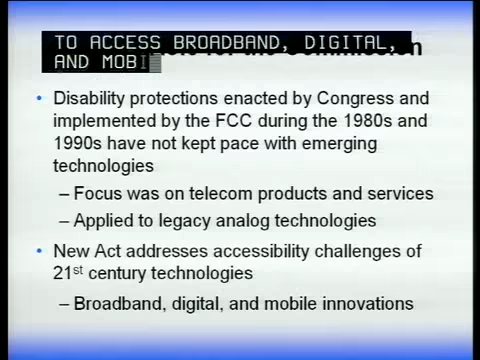 TO ACCESS BROADBAND, DIGITAL,
AND MOBI
• Disability protections enacted by Congress and
implemented by the FCC during the 1980s and
1990s have not kept pace with emerging
technologies
– Focus was on telecom products and services
– Applied to legacy analog technologies
• New Act addresses accessibility challenges of
21st century technologies
– Broadband, digital, and mobile innovations